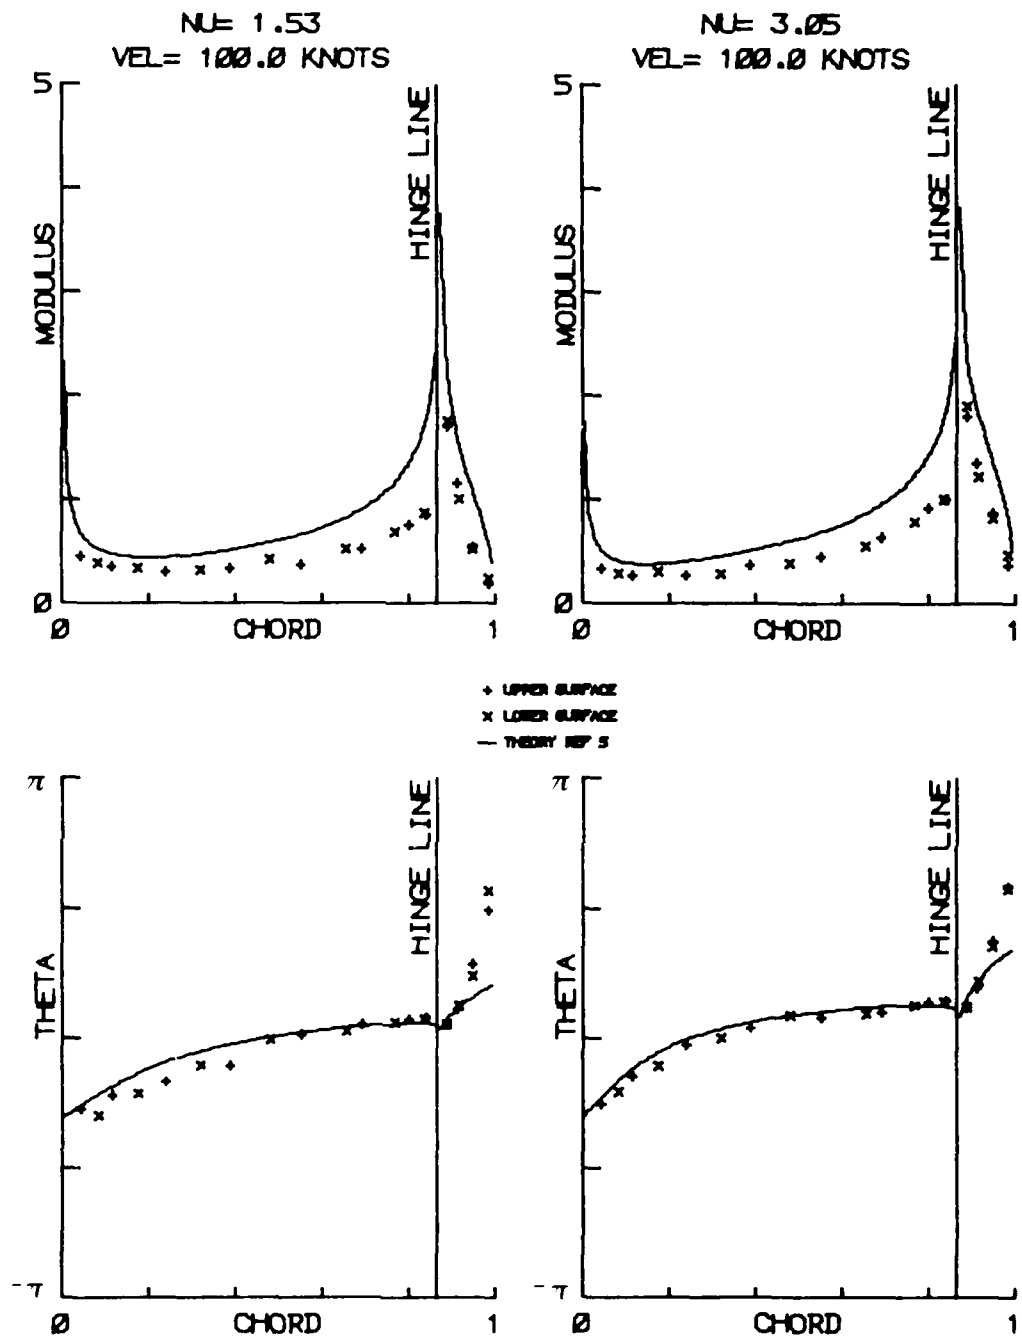 NU= 1.53
VEL= 100.0 KNOTS
5
MODULUS
HINGE LINE
0
0
CHORD
1
NU= 3.05
VEL= 100.0 KNOTS
5
MODULUS
HINGE LINE
0
0
CHORD
1
+ UPPER SURFACE
x LOWER SURFACE
— THEORY REF 5
π
THETA
HINGE LINE
-π
0
CHORD
1
π
THETA
HINGE LINE
-π
0
CHORD
1